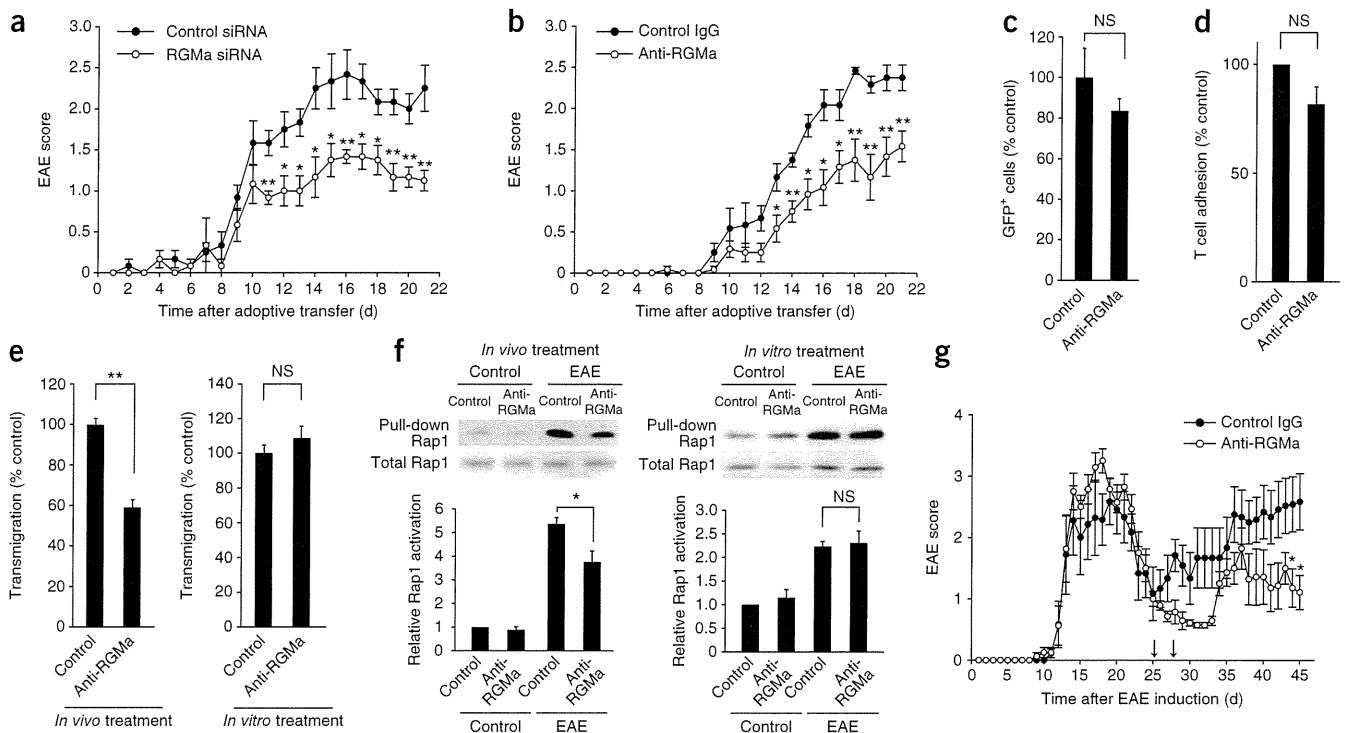 a
EAE score
3.0
2.5
2.0
1.5
1.0
0.5
0
Control siRNA
RGMa siRNA
** * * * * ** * * ** ** **
0 2 4 6 8 10 12 14 16 18 20 22
Time after adoptive transfer (d)
b
EAE score
3.0
2.5
2.0
1.5
1.0
0.5
0
Control IgG
Anti-RGMa
* ** * * * ** ** ** **
0 2 4 6 8 10 12 14 16 18 20 22
Time after adoptive transfer (d)
c
NS
GFP+ cells (% control)
120
100
80
60
40
20
0
Control
Anti-RGMa
d
NS
T cell adhesion (% control)
100
50
0
Control
Anti-RGMa
e
Transmigration (% control)
120
100
80
60
40
20
0
**
Control
Anti-RGMa
In vivo treatment
Transmigration (% control)
140
120
100
80
60
40
20
0
NS
Control
Anti-RGMa
In vitro treatment
f
In vivo treatment
Control EAE
Control Anti-RGMa Control Anti-RGMa
Pull-down Rap1
Total Rap1
Relative Rap1 activation
6
5
4
3
2
1
0
*
Control
Anti-RGMa
Control
Anti-RGMa
Control EAE
In vitro treatment
Control EAE
Control Anti-RGMa Control Anti-RGMa
Pull-down Rap1
Total Rap1
Relative Rap1 activation
3.0
2.5
2.0
1.5
1.0
0.5
0
NS
Control
Anti-RGMa
Control
Anti-RGMa
Control EAE
g
EAE score
4
3
2
1
0
Control IgG
Anti-RGMa
* *
↓ ↓
0 5 10 15 20 25 30 35 40 45
Time after EAE induction (d)